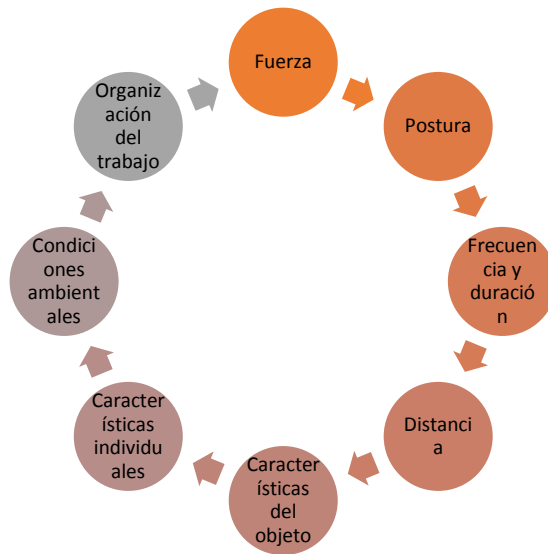 Fuerza
Postura
Frecuen
cia y
duració
n
Distanci
a
Caracter
ísticas
del
objeto
Caracter
ísticas
individu
ales
Condici
ones
ambient
ales
Organiz
ación
del
trabajo